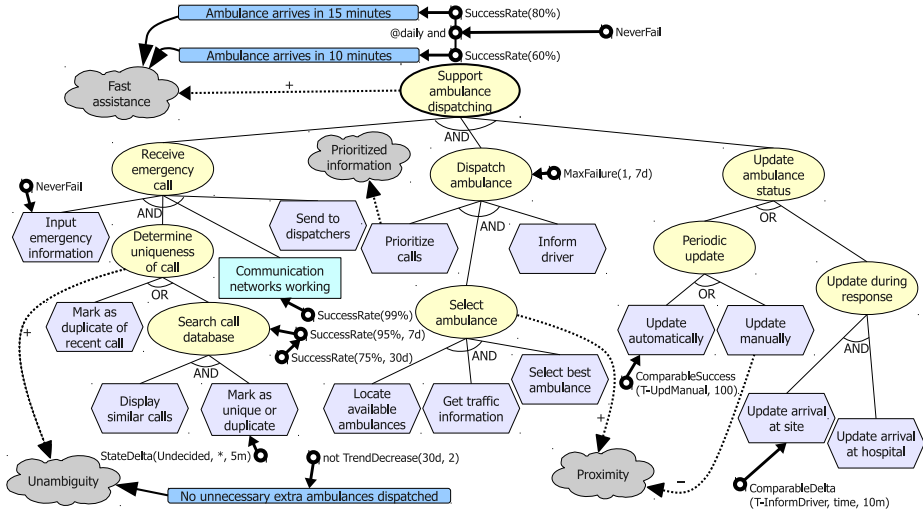 Ambulance arrives in 15 minutes
SuccessRate(80%)
@daily and
NeverFail
Ambulance arrives in 10 minutes
SuccessRate(60%)
Fast
assistance
+
Support
ambulance
dispatching
AND
Receive
emergency
call
Prioritized
information
Dispatch
ambulance
MaxFailure(1, 7d)
Update
ambulance
status
NeverFail
AND
AND
OR
Input
emergency
information
Determine
uniqueness
of call
Send to
dispatchers
Prioritize
calls
Inform
driver
Periodic
update
Communication
networks working
OR
OR
Update during
response
Mark as
duplicate of
recent call
Search call
database
SuccessRate(99%)
SuccessRate(95%, 7d)
SuccessRate(75%, 30d)
Select
ambulance
Update
automatically
Update
manually
+
AND
AND
AND
Display
similar calls
Mark as
unique or
duplicate
Locate
available
ambulances
Get traffic
information
Select best
ambulance
ComparableSuccess
(T-UpdManual, 100)
Update arrival
at site
Update arrival
at hospital
+
StateDelta(Undecided, *, 5m)
not TrendDecrease(30d, 2)
Unambiguity
No unnecessary extra ambulances dispatched
Proximity
−
ComparableDelta
(T-InformDriver, time, 10m)